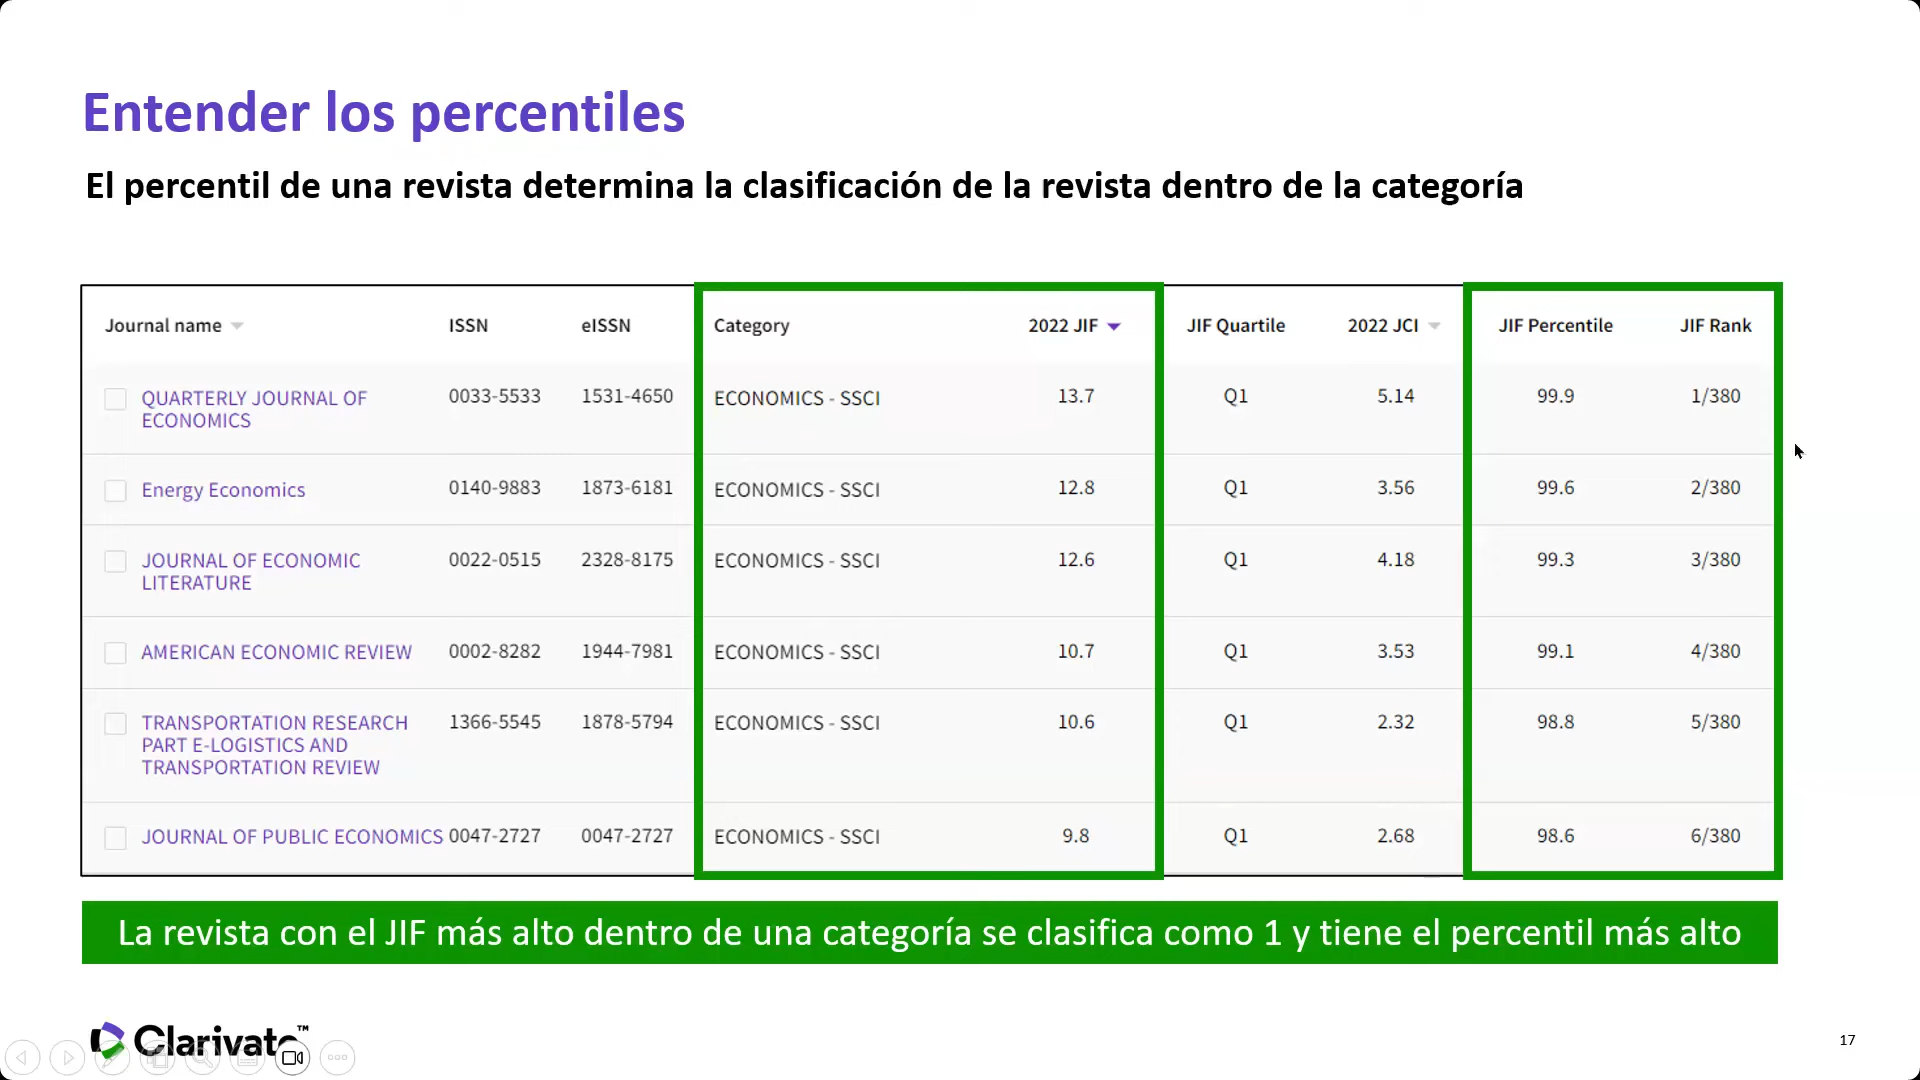 Entender los percentiles
El percentil de una revista determina la clasificación de la revista dentro de la categoría
Journal name ISSN eISSN Category 2022 JIF JIF Quartile 2022 JCI JIF Percentile JIF Rank
QUARTERLY JOURNAL OF 0033-5533 1531-4650 ECONOMICS - SSCI 13.7 Q1 5.14 99.9 1/380
ECONOMICS
Energy Economics 0140-9883 1873-6181 ECONOMICS - SSCI 12.8 Q1 3.56 99.6 2/380
JOURNAL OF ECONOMIC 0022-0515 2328-8175 ECONOMICS - SSCI 12.6 Q1 4.18 99.3 3/380
LITERATURE
AMERICAN ECONOMIC REVIEW 0002-8282 1944-7981 ECONOMICS - SSCI 10.7 Q1 3.53 99.1 4/380
TRANSPORTATION RESEARCH 1366-5545 1878-5794 ECONOMICS - SSCI 10.6 Q1 2.32 98.8 5/380
PART E-LOGISTICS AND
TRANSPORTATION REVIEW
JOURNAL OF PUBLIC ECONOMICS 0047-2727 0047-2727 ECONOMICS - SSCI 9.8 Q1 2.68 98.6 6/380
La revista con el JIF más alto dentro de una categoría se clasifica como 1 y tiene el percentil más alto
Clarivate™
17